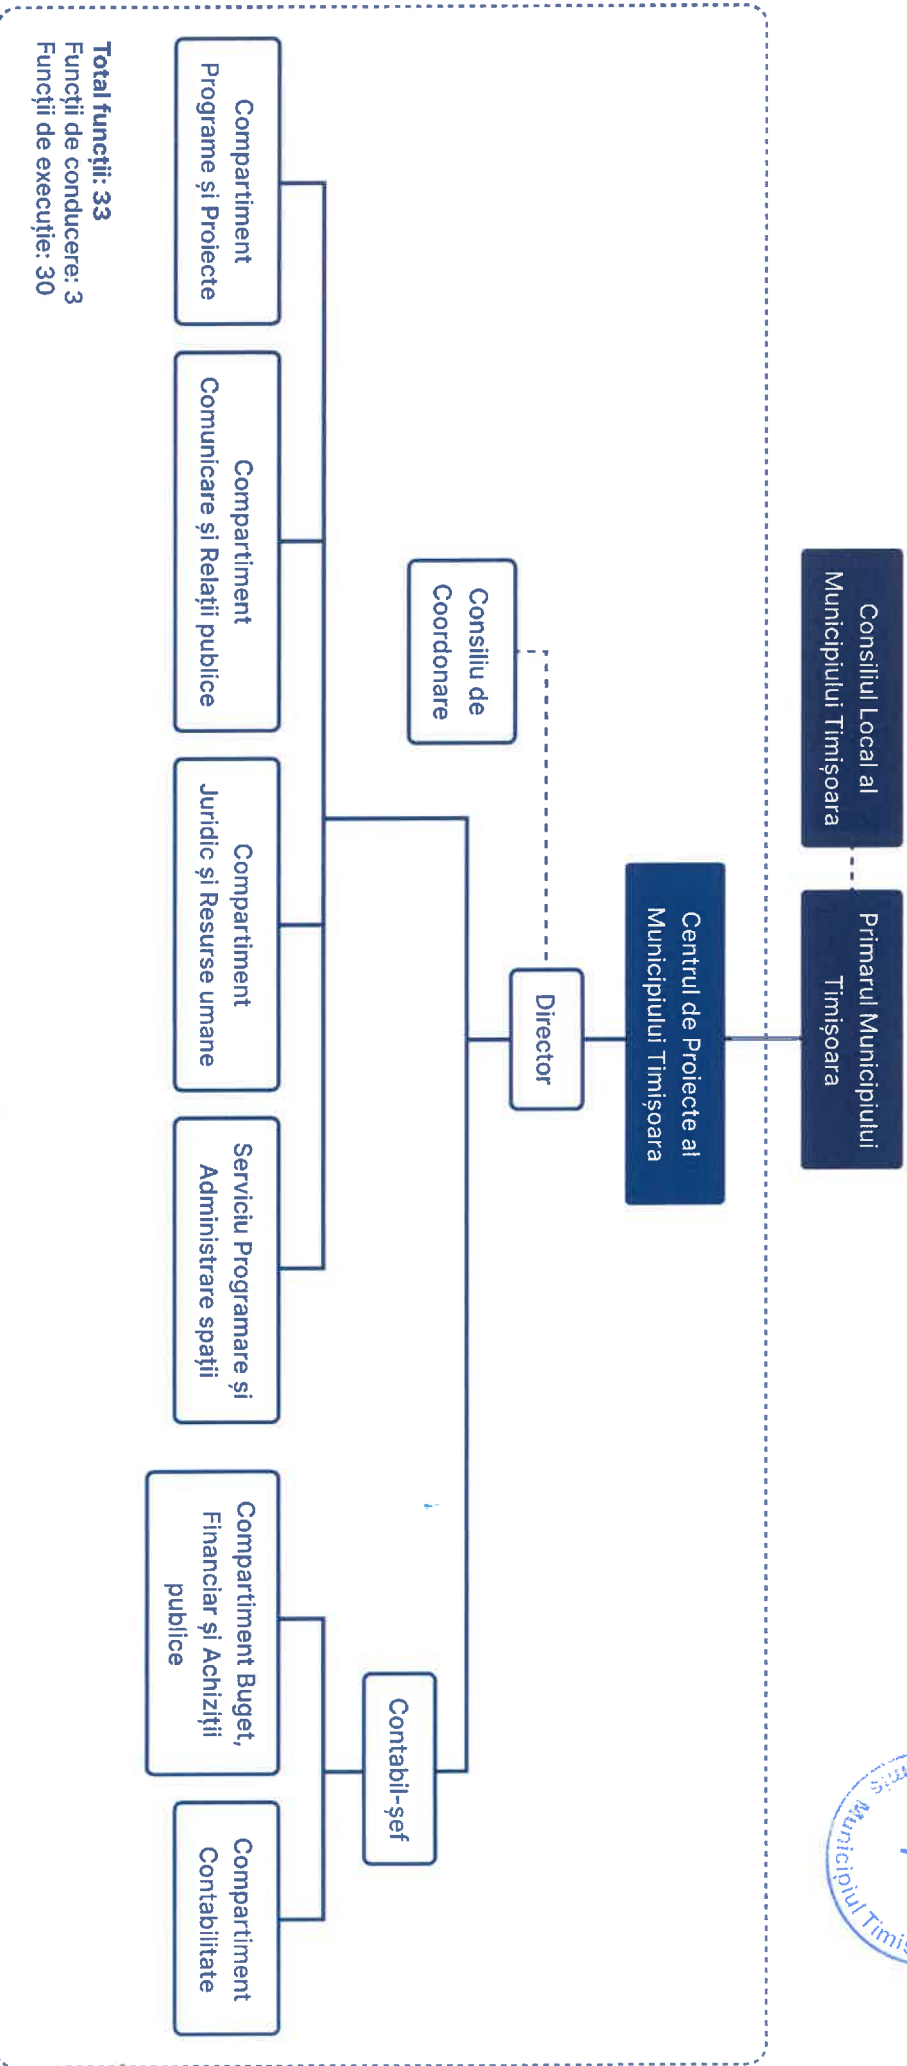 Consiliul Local al
Municipiului Timișoara
Primarul Municipiului
Timișoara
Centrul de Proiecte al
Municipiului Timișoara
Director
Consiliu de
Coordonare
Contabil-șef
Compartiment
Programe și Proiecte
Compartiment
Comunicare și Relații publice
Compartiment
Juridic și Resurse umane
Serviciu Programare și
Administrare spații
Compartiment Buget,
Financiar și Achiziții
publice
Compartiment
Contabilitate
Total funcții: 33
Funcții de conducere: 3
Funcții de execuție: 30
Municipiul